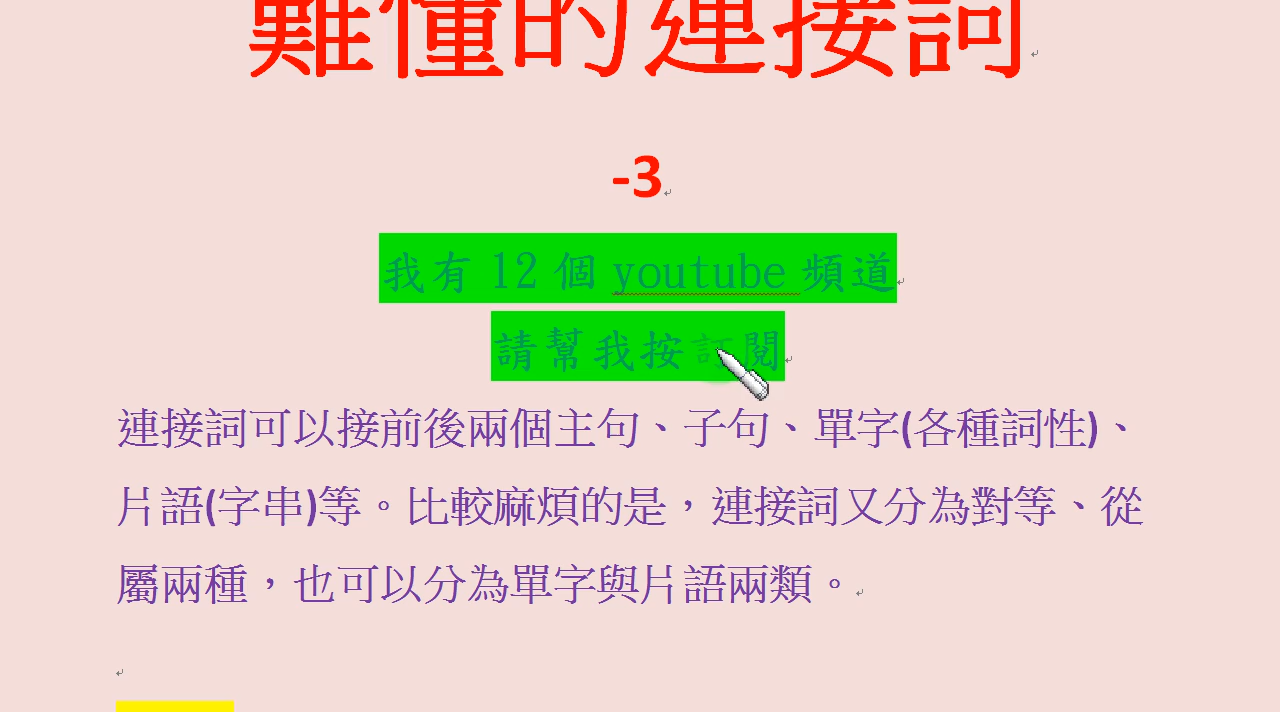 難懂的連接詞
-3
我有 12 個 youtube 頻道
請幫我按訂閱
連接詞可以接前後兩個主句、子句、單字(各種詞性)、
片語(字串)等。比較麻煩的是，連接詞又分為對等、從
屬兩種，也可以分為單字與片語兩類。